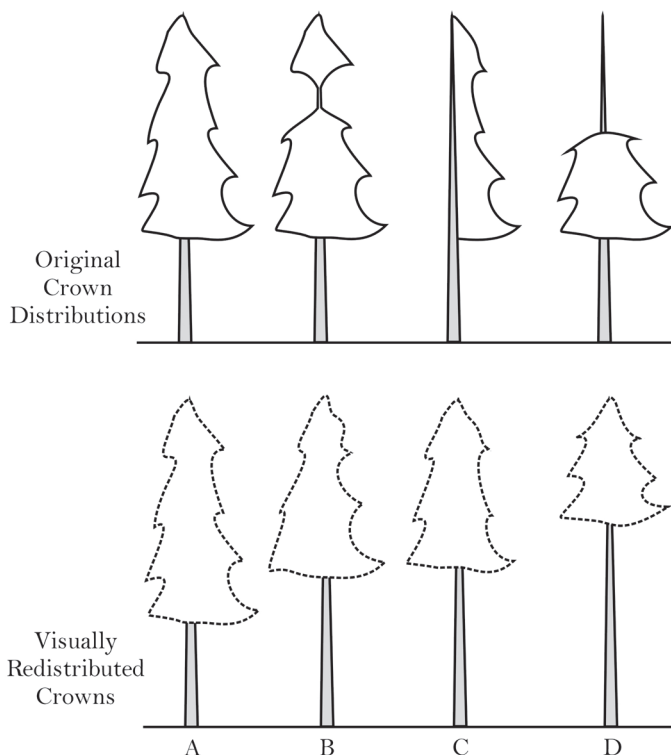 Original
Crown
Distributions
Visually
Redistributed
Crowns
A B C D